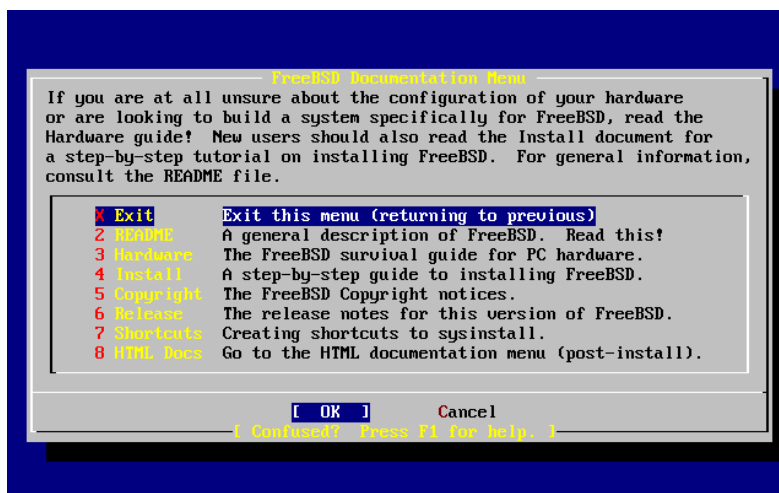 FreeBSD Documentation Menu
If you are at all unsure about the configuration of your hardware
or are looking to build a system specifically for FreeBSD, read the
Hardware guide!  New users should also read the Install document for
a step-by-step tutorial on installing FreeBSD.  For general information,
consult the README file.
X Exit       Exit this menu (returning to previous)
2 README     A general description of FreeBSD.  Read this!
3 Hardware   The FreeBSD survival guide for PC hardware.
4 Install    A step-by-step guide to installing FreeBSD.
5 Copyright  The FreeBSD Copyright notices.
6 Release    The release notes for this version of FreeBSD.
7 Shortcuts  Creating shortcuts to sysinstall.
8 HTML Docs  Go to the HTML documentation menu (post-install).
[  OK  ]       Cancel
[ Confused?  Press F1 for help. ]